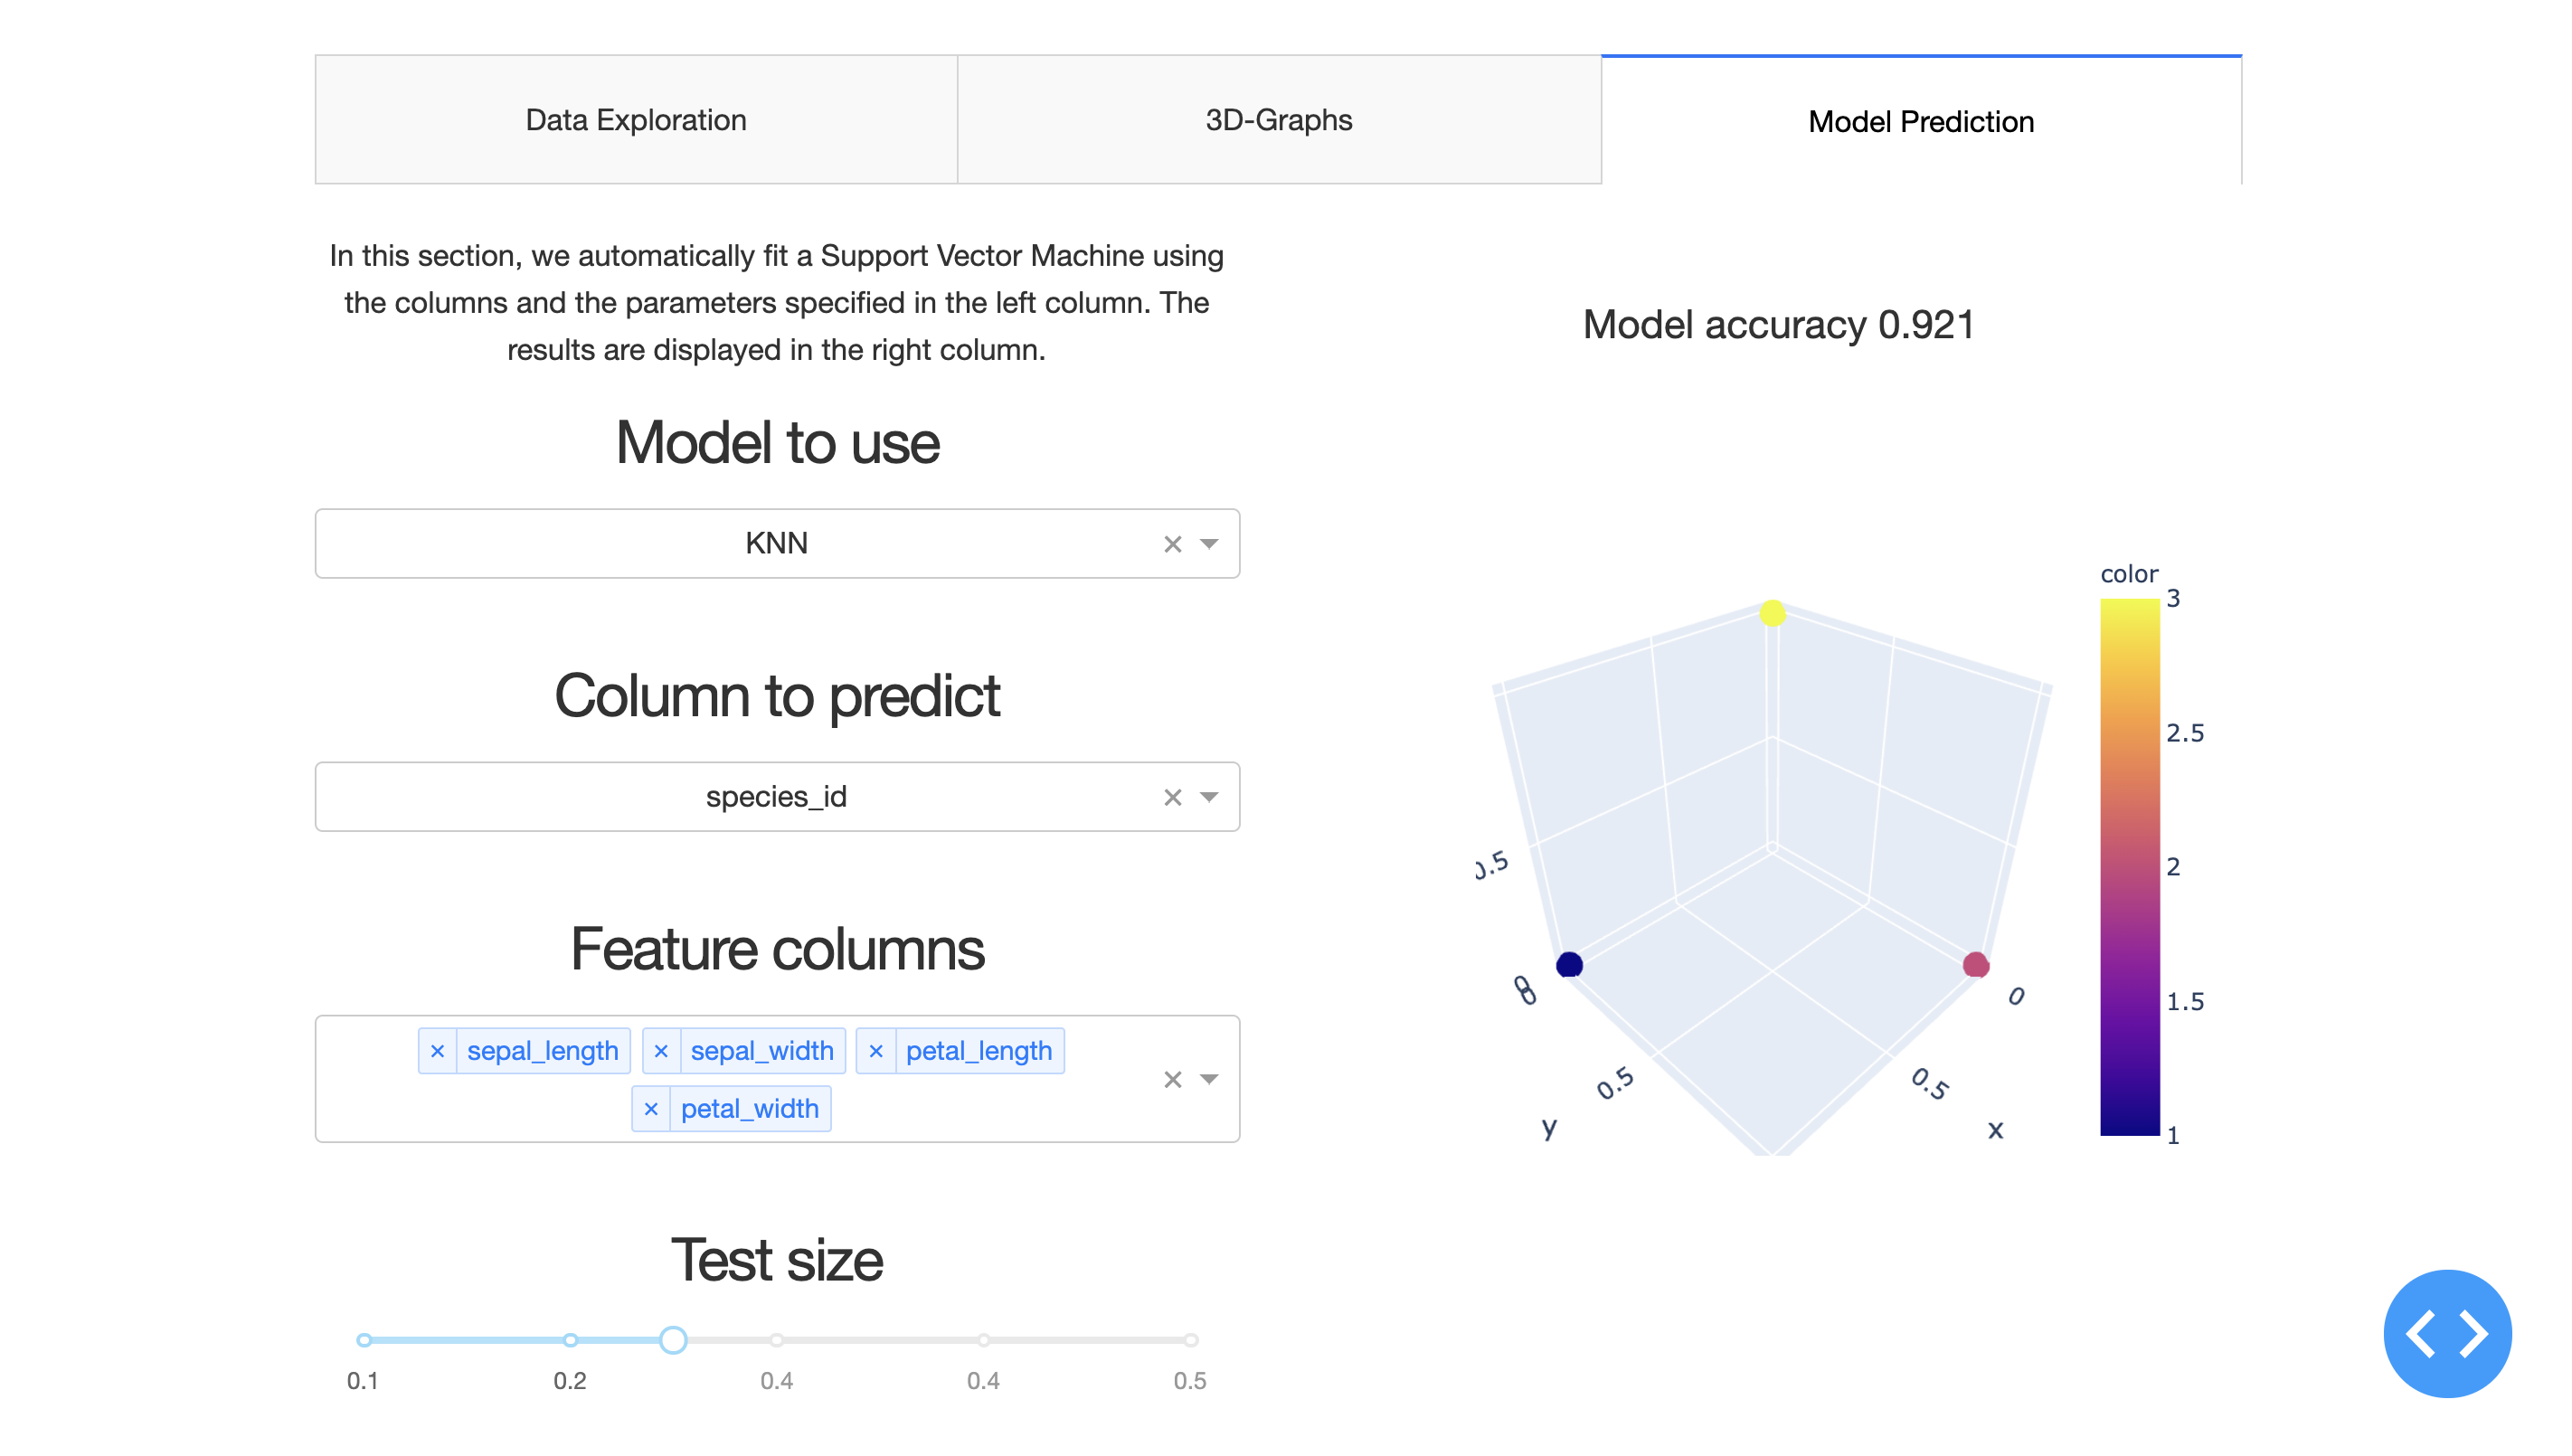 Data Exploration
3D-Graphs
Model Prediction
In this section, we automatically fit a Support Vector Machine using
the columns and the parameters specified in the left column. The
results are displayed in the right column.
Model to use
KNN
Column to predict
species_id
Feature columns
× sepal_length × sepal_width × petal_length
× petal_width
Test size
0.1 0.2 0.4 0.4 0.5
Model accuracy 0.921
color
3
2.5
2
1.5
1
0.5
0
0
0
0.5
0.5
y
x